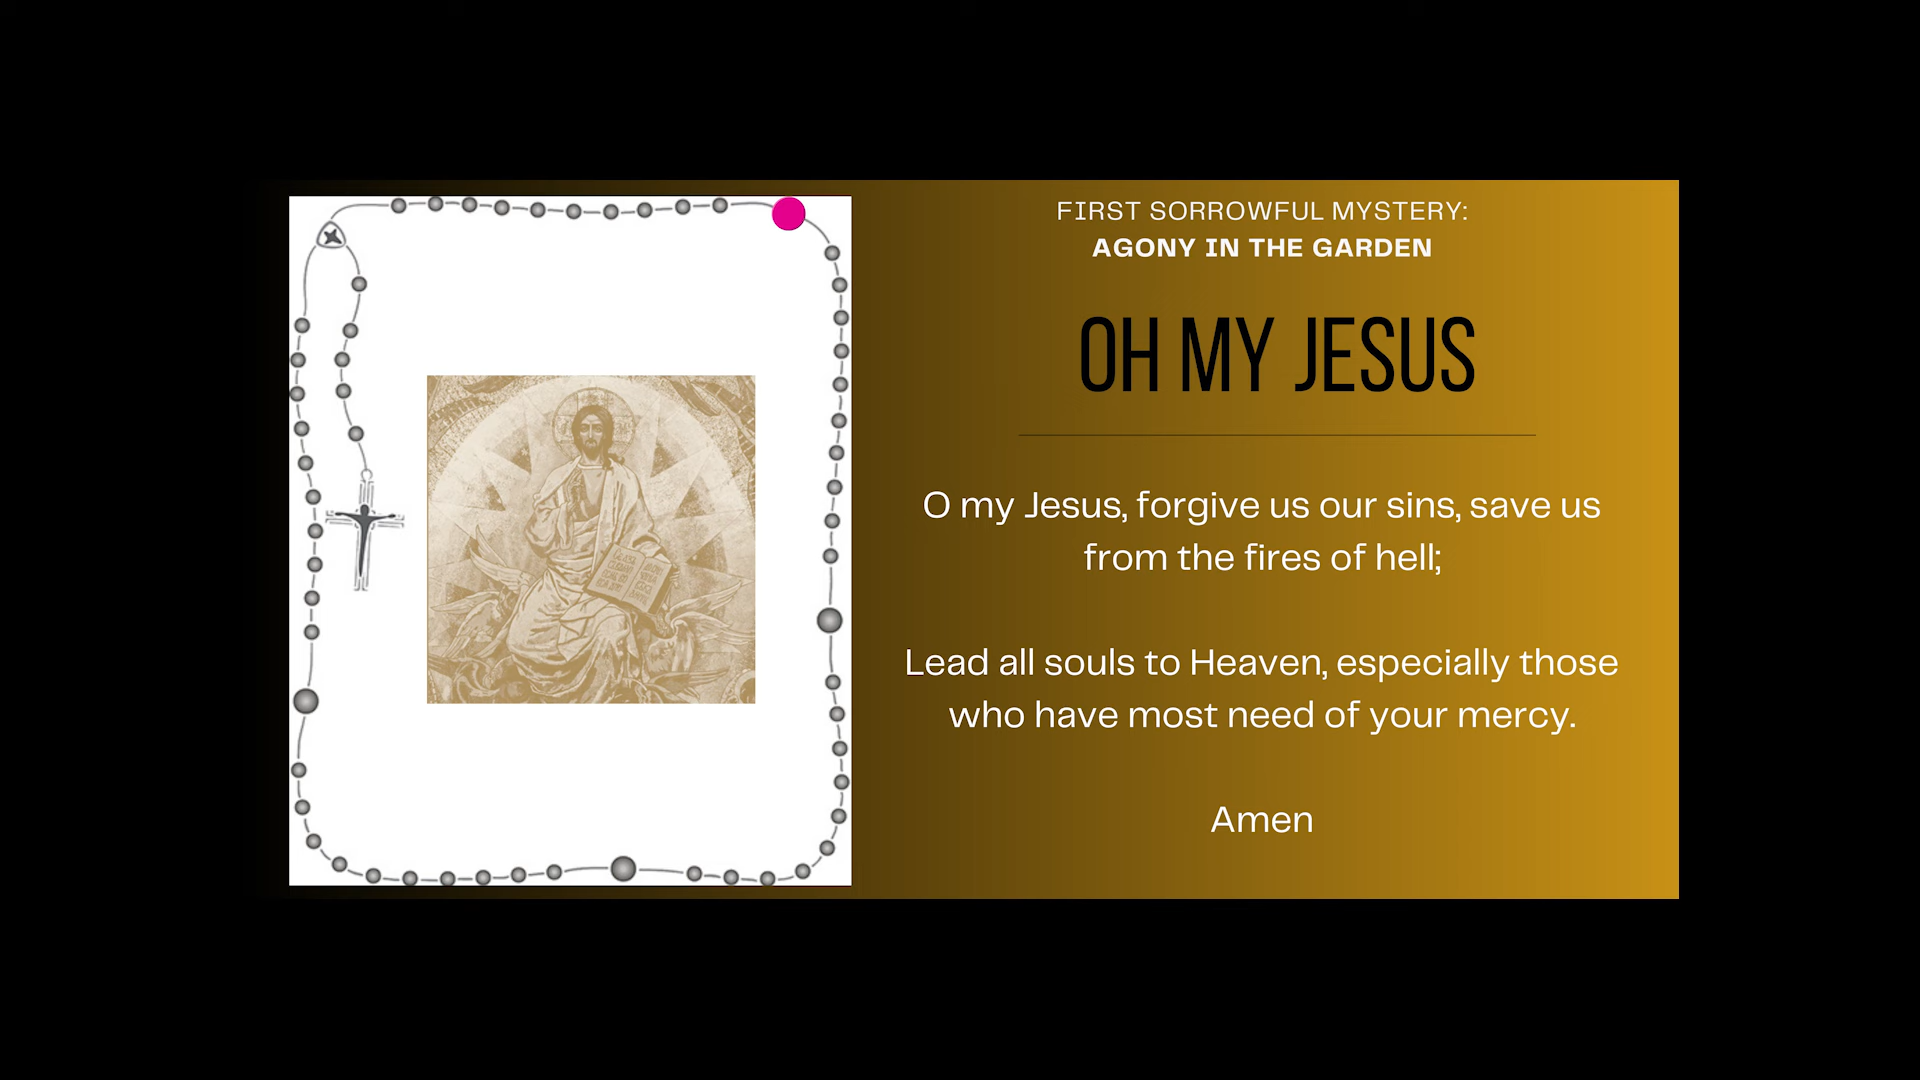 FIRST SORROWFUL MYSTERY:
AGONY IN THE GARDEN
OH MY JESUS
O my Jesus, forgive us our sins, save us
from the fires of hell;
Lead all souls to Heaven, especially those
who have most need of your mercy.
Amen